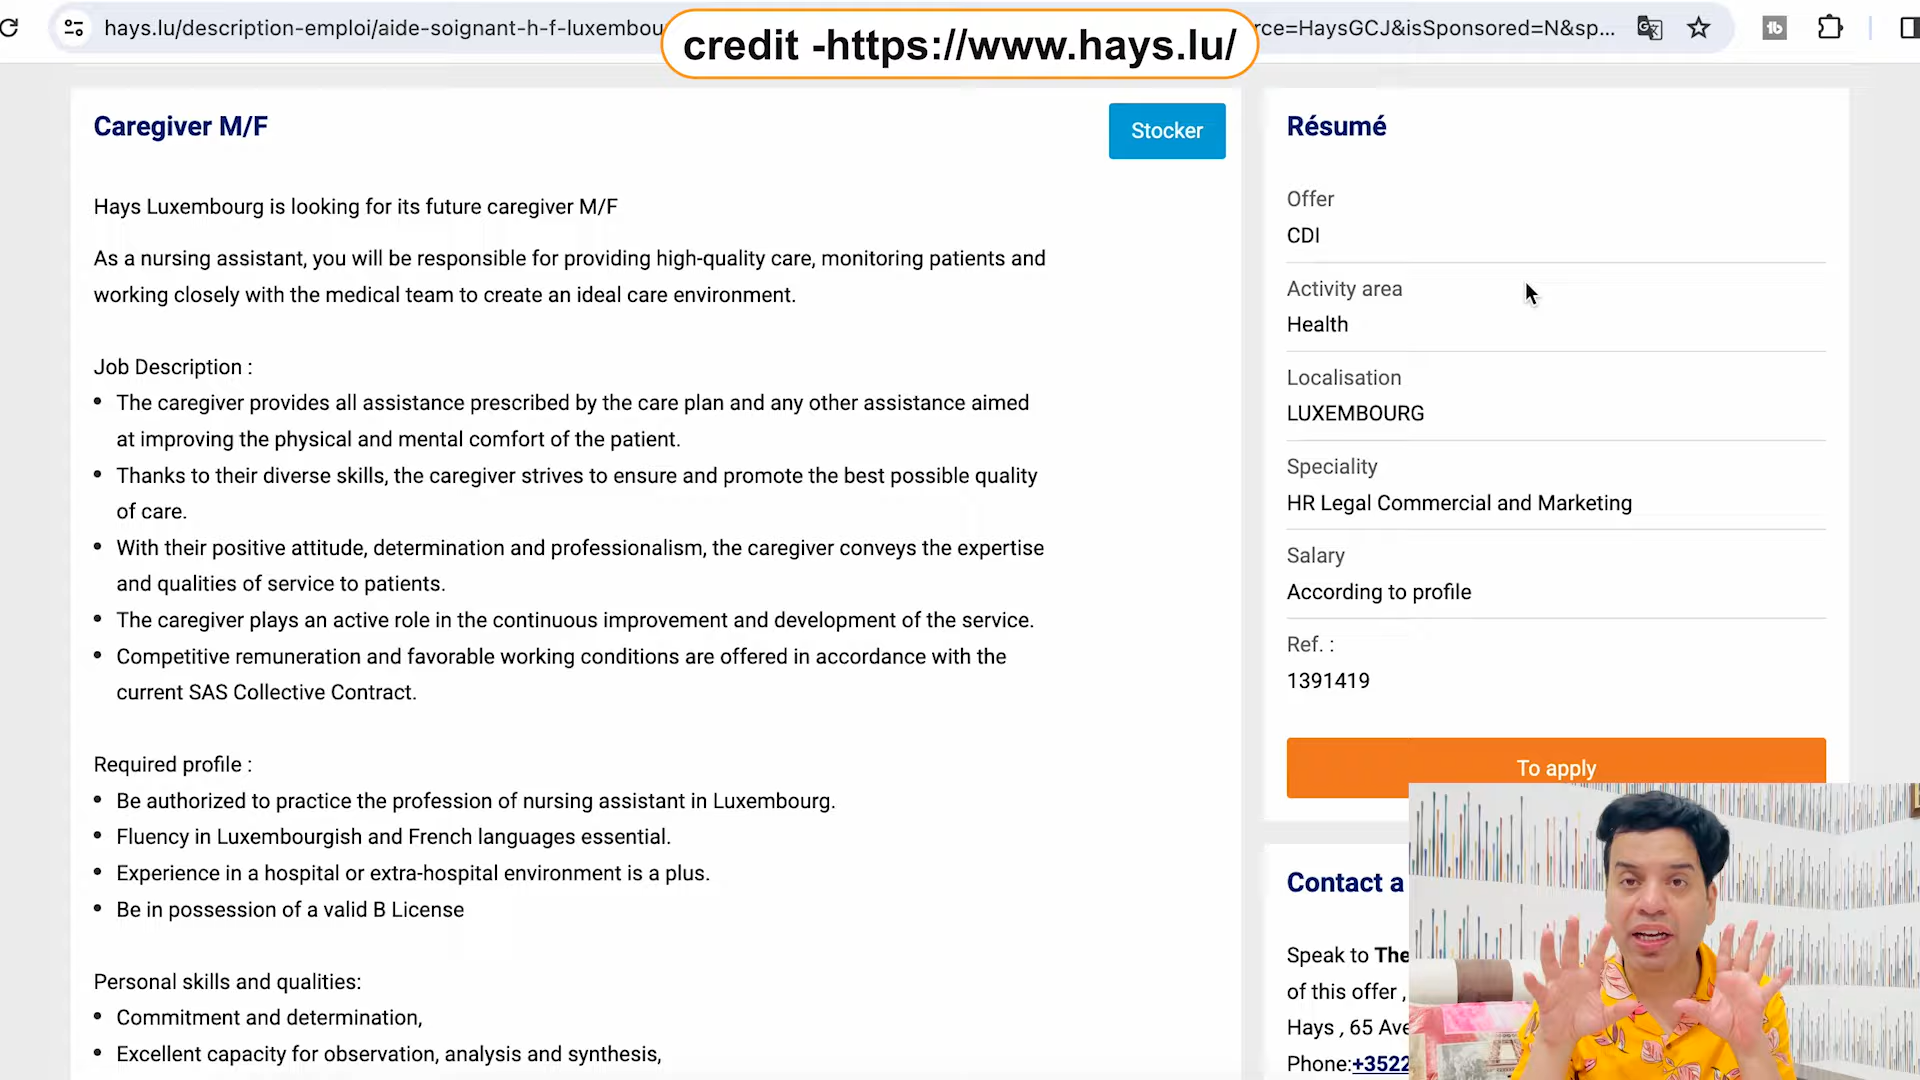 hays.lu/description-emploi/aide-soignant-h-f-luxembou
rce=HaysGCJ&isSponsored=N&sp...
credit -https://www.hays.lu/
Caregiver M/F
Stocker
Hays Luxembourg is looking for its future caregiver M/F
As a nursing assistant, you will be responsible for providing high-quality care, monitoring patients and
working closely with the medical team to create an ideal care environment.
Job Description :
• The caregiver provides all assistance prescribed by the care plan and any other assistance aimed
at improving the physical and mental comfort of the patient.
• Thanks to their diverse skills, the caregiver strives to ensure and promote the best possible quality
of care.
• With their positive attitude, determination and professionalism, the caregiver conveys the expertise
and qualities of service to patients.
• The caregiver plays an active role in the continuous improvement and development of the service.
• Competitive remuneration and favorable working conditions are offered in accordance with the
current SAS Collective Contract.
Required profile :
• Be authorized to practice the profession of nursing assistant in Luxembourg.
• Fluency in Luxembourgish and French languages essential.
• Experience in a hospital or extra-hospital environment is a plus.
• Be in possession of a valid B License
Personal skills and qualities:
• Commitment and determination,
• Excellent capacity for observation, analysis and synthesis,
Résumé
Offer
CDI
Activity area
Health
Localisation
LUXEMBOURG
Speciality
HR Legal Commercial and Marketing
Salary
According to profile
Ref. :
1391419
To apply
Contact a
Speak to The
of this offer ,
Hays , 65 Ave
Phone:+3522